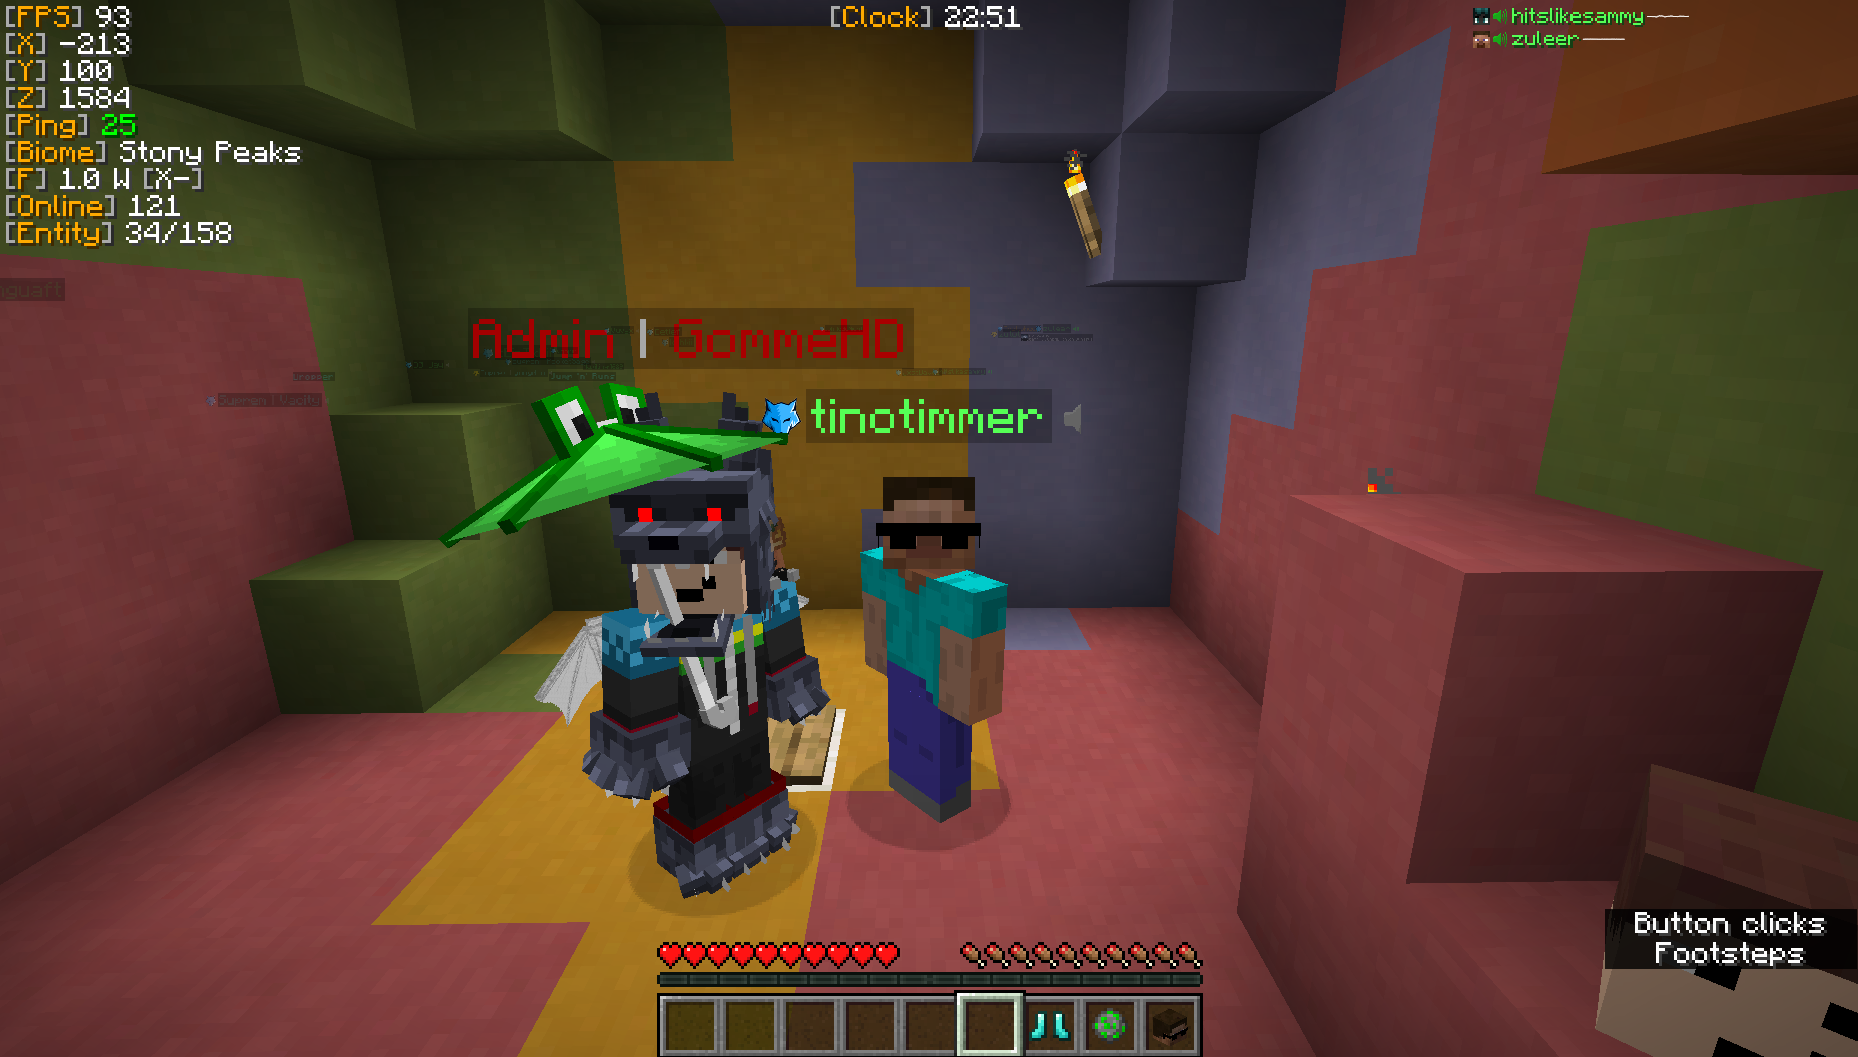 [FPS] 93
[X] -213
[Y] 100
[Z] 1584
[Ping] 25
[Biome] Stony Peaks
[F] 1.0 W [X-]
[Online] 121
[Entity] 34/158
[Clock] 22:51
hitslikesammy
zuleer
Admin | GommeHD
tinotimmer
Button clicks
Footsteps